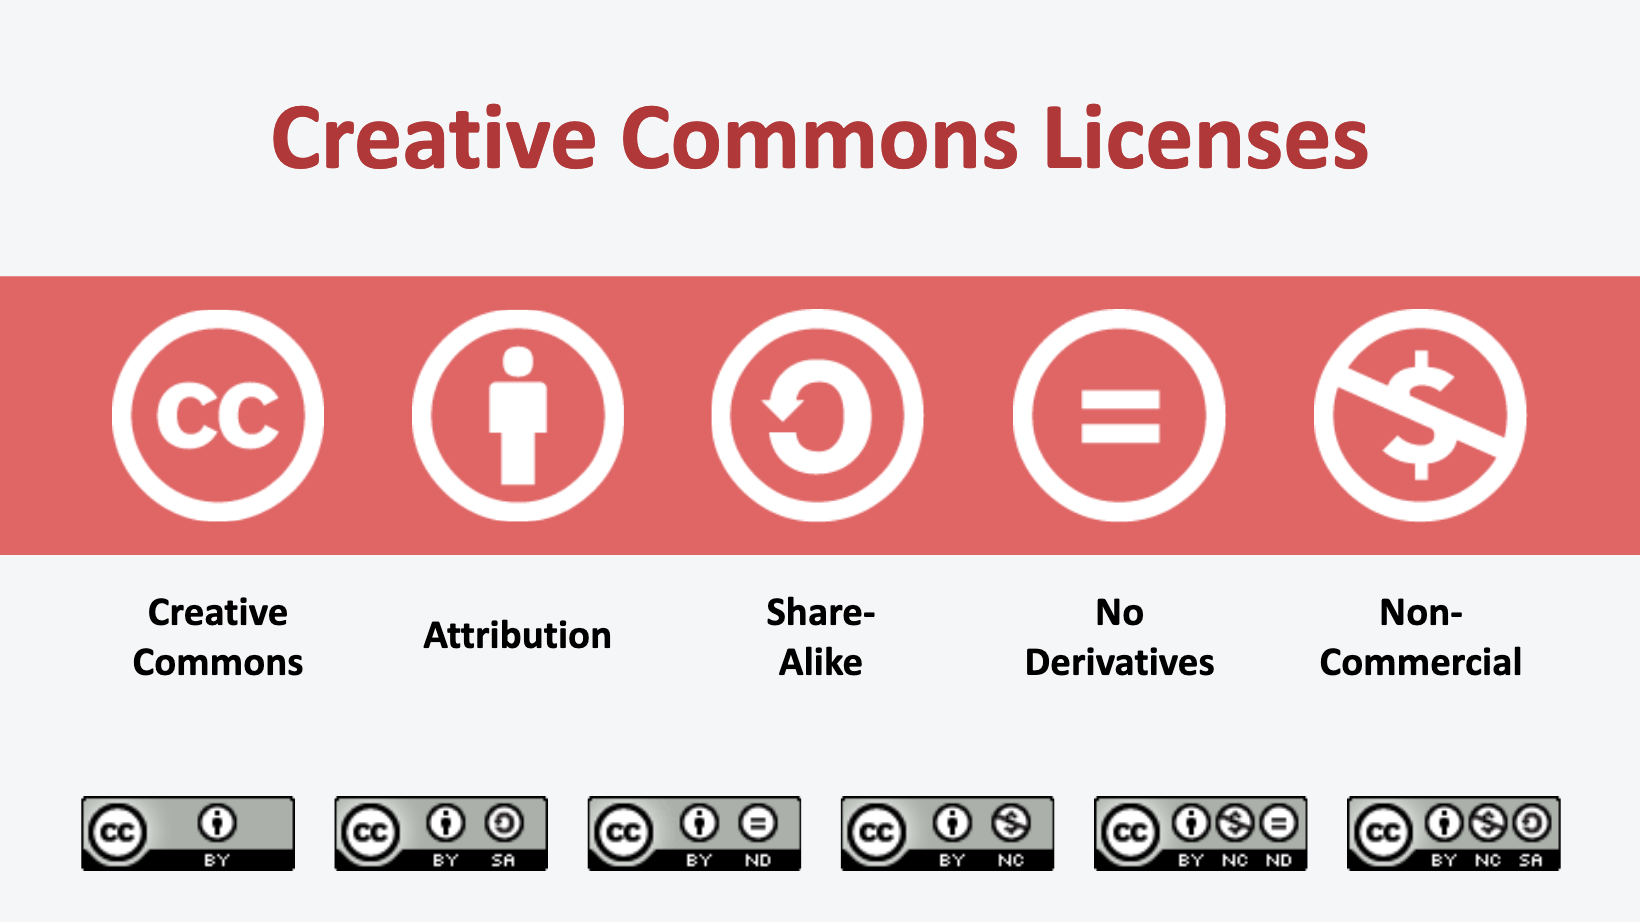 Creative Commons Licenses
cc
Creative
Commons
Attribution
Share-
Alike
No
Derivatives
Non-
Commercial
cc BY
cc BY SA
cc BY ND
cc BY NC
cc BY NC ND
cc BY NC SA